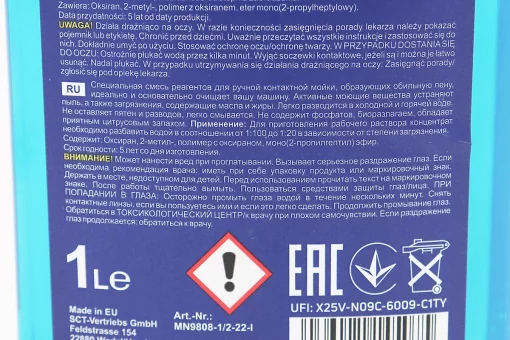 Zawiera: Oksiran, 2-metyl-, polimer z oksiranem, eter mono(2-propylheptylowy).
Data przydatności: 5 lat od daty produkcji.
UWAGA! Działa drażniąco na oczy. W razie konieczności zasięgnięcia porady lekarza należy pokazać
pojemnik lub etykietę. Chronić przed dziećmi. Uważnie przeczytać wszystkie instrukcje i zastosować się do
nich. Dokładnie umyć po użyciu. Stosować ochronę oczu/ochronę twarzy. W PRZYPADKU DOSTANIA SIĘ
DO OCZU: Ostrożnie płukać wodą przez kilka minut. Wyjąć soczewki kontaktowe, jeżeli są i można je łatwo
usunąć. Nadal płukać. W przypadku utrzymywania się działania drażniącego na oczy: Zasięgnąć porady/
zgłosić się pod opiekę lekarza.
RU Специальная смесь реагентов для ручной контактной мойки, образующих обильную пену,
идеально и основательно очищает вашу машину. Активные моющие вещества устраняют
пыль, а также загрязнения, содержащие масла и жиры. Легко разводится в холодной и горячей воде.
Не оставляет пятен и разводов, легко смывается. Не содержит фосфатов, биоразлагаем, обладает
приятным цитрусовым запахом. Применение: Для приготовления рабочего раствора концентрат
необходимо разбавить водой в соотношении от 1:100 до 1:20 в зависимости от степени загрязнения.
Содержит: Оксиран, 2-метил-, полимер с оксираном, моно(2-пропилгептил) эфир.
Срок годности: 5 лет со дня изготовления.
ВНИМАНИЕ! Может нанести вред при проглатывании. Вызывает серьезное раздражение глаз. Если
необходима рекомендация врача: иметь при себе упаковку продукта или маркировочный знак.
Держать в месте, недоступном для детей. Перед использованием прочитать текст на маркировочном
знаке. После работы тщательно вымыть. Пользоваться средствами защиты глаз/лица. ПРИ
ПОПАДАНИИ В ГЛАЗА: Осторожно промыть глаза водой в течение нескольких минут. Снять
контактные линзы, если вы пользуетесь ими и если это легко сделать. Продолжить промывание глаз.
Обратиться в ТОКСИКОЛОГИЧЕСКИЙ ЦЕНТР/к врачу при плохом самочувствии. Если раздражение
глаз продолжается: обратиться к врачу.
1 Le
EAC
UFI: X25V-N09C-6009-C1TY
Made in EU
SCT-Vertriebs GmbH
Feldstrasse 154
Art.-Nr.:
MN9808-1/2-22-I
22880